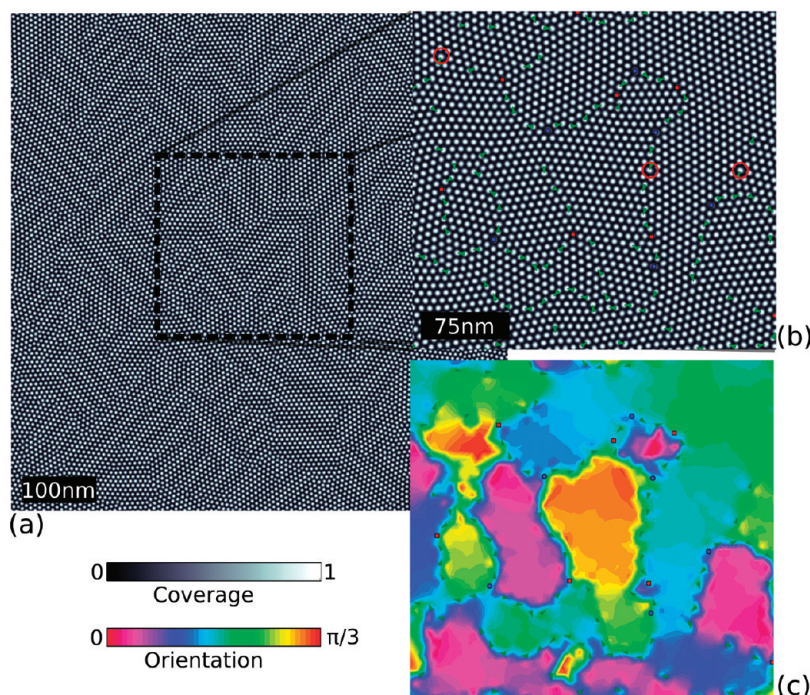 75nm
(b)
100nm
(a)
0 1
Coverage
0 π/3
Orientation
(c)